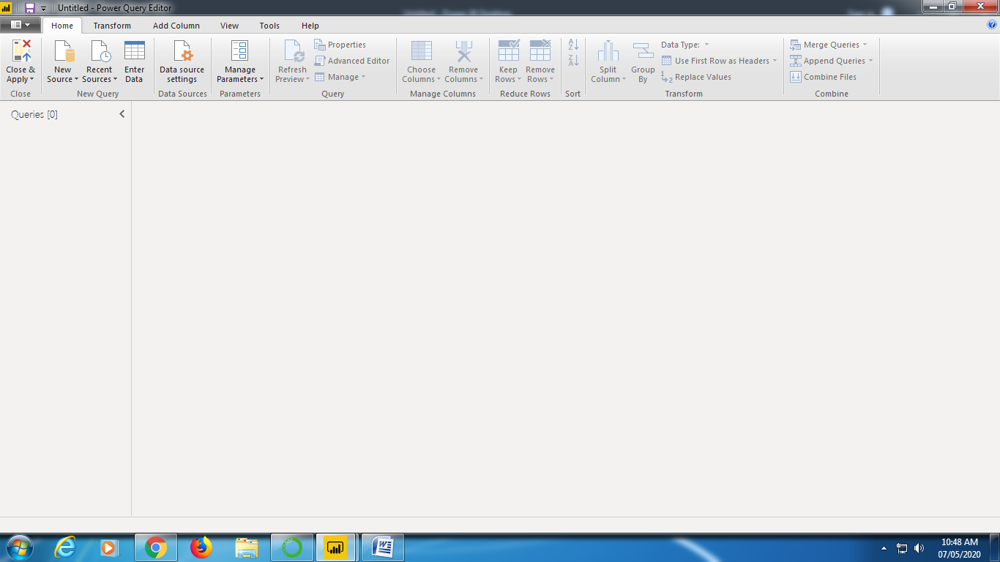 Untitled - Power Query Editor
Home Transform Add Column View Tools Help
Close & Apply
Close
New Source
Recent Sources
Enter Data
New Query
Data source settings
Data Sources
Manage Parameters
Parameters
Refresh Preview
Properties
Advanced Editor
Manage
Query
Choose Columns
Remove Columns
Manage Columns
Keep Rows
Remove Rows
Reduce Rows
Sort
Split Column
Group By
Data Type:
Use First Row as Headers
Replace Values
Transform
Merge Queries
Append Queries
Combine Files
Combine
Queries [0]
10:48 AM
07/05/2020